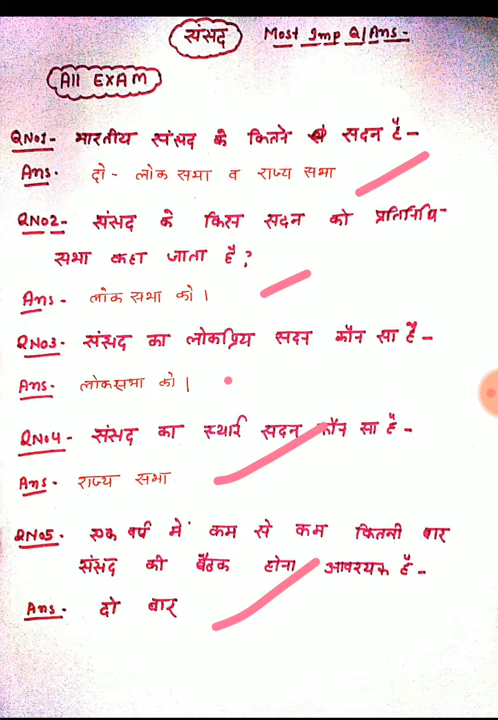 संसद Most Imp Q/Ans-
All EXAM
QNo1- भारतीय संसद के कितने सदन है -
Ans. दो - लोक सभा व राज्य सभा
QNo2- संसद के किस सदन को प्रतिनिधि-
सभा कहा जाता है?
Ans - लोक सभा को।
QNo3- संसद का लोकप्रिय सदन कौन सा है -
Ans- लोकसभा को।
QNo4- संसद का स्थाई सदन कौन सा है -
Ans- राज्य सभा
QNo5- एक वर्ष में कम से कम कितनी बार
संसद की बैठक होना आवश्यक है -
Ans- दो बार